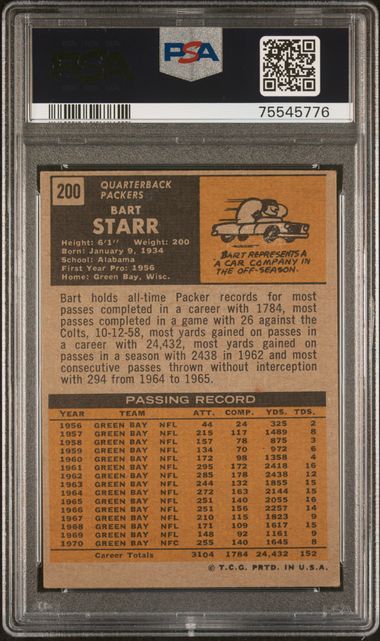 PSA
75545776
200
QUARTERBACK
PACKERS
BART
STARR
Height: 6'1" Weight: 200
Born: January 9, 1934
School: Alabama
First Year Pro: 1956
Home: Green Bay, Wisc.
BART REPRESENTS A
A CAR COMPANY IN
THE OFF-SEASON.
Bart holds all-time Packer records for most
passes completed in a career with 1784, most
passes completed in a game with 26 against the
Colts, 10-12-58, most yards gained on passes in
a career with 24,432, most yards gained on
passes in a season with 2438 in 1962 and most
consecutive passes thrown without interception
with 294 from 1964 to 1965.
PASSING RECORD
YEAR TEAM ATT. COMP. YDS. TDS.
1956 GREEN BAY NFL 44 24 325 2
1957 GREEN BAY NFL 215 117 1489 8
1958 GREEN BAY NFL 157 78 875 3
1959 GREEN BAY NFL 134 70 972 6
1960 GREEN BAY NFL 172 98 1358 4
1961 GREEN BAY NFL 295 172 2418 16
1962 GREEN BAY NFL 285 178 2438 12
1963 GREEN BAY NFL 244 132 1855 15
1964 GREEN BAY NFL 272 163 2144 15
1965 GREEN BAY NFL 251 140 2055 16
1966 GREEN BAY NFL 251 156 2257 14
1967 GREEN BAY NFL 210 115 1823 9
1968 GREEN BAY NFL 171 109 1617 15
1969 GREEN BAY NFL 148 92 1161 9
1970 GREEN BAY NFC 255 140 1645 8
Career Totals 3104 1784 24,432 152
© T.C.G. PRTD. IN U.S.A.